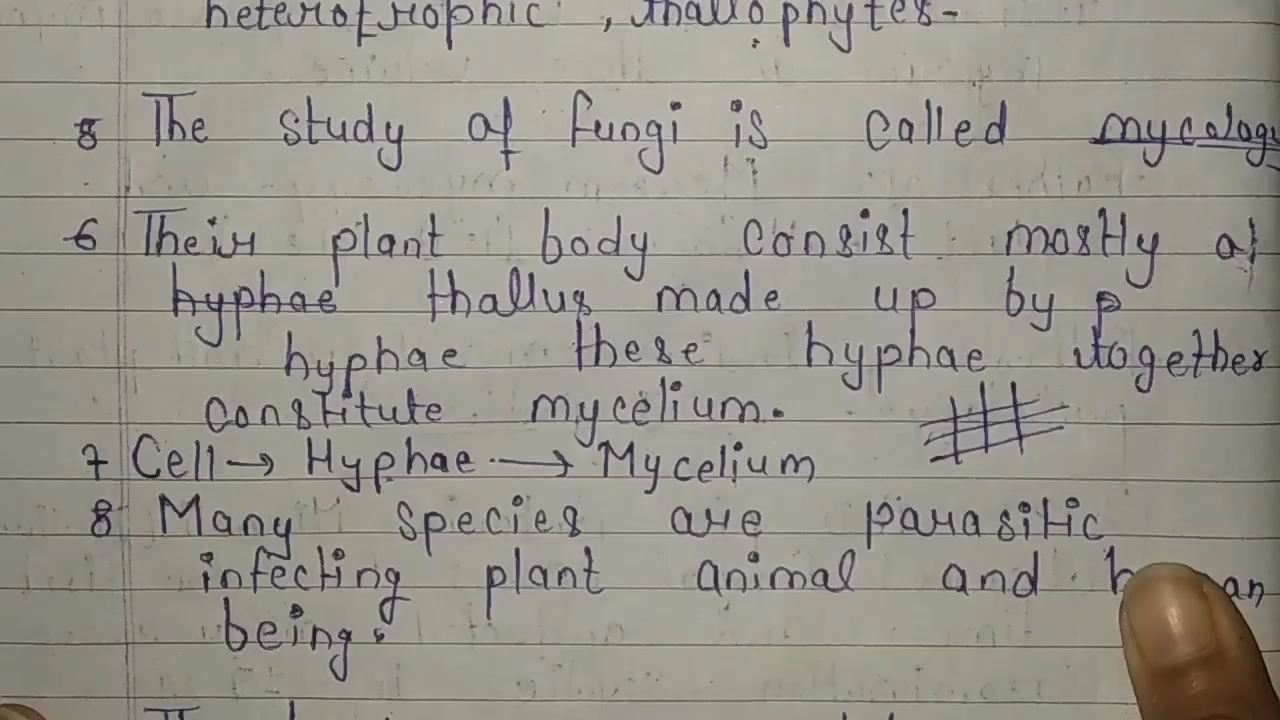 heterotrophic, thallophytes-
5 The study of fungi is called mycology
6 Their plant body consist mostly of
hyphae thallus made up by p
hyphae these hyphae together
constitute mycelium.
7 Cell → Hyphae → Mycelium
8 Many species are parasitic
infecting plant animal and human
being.